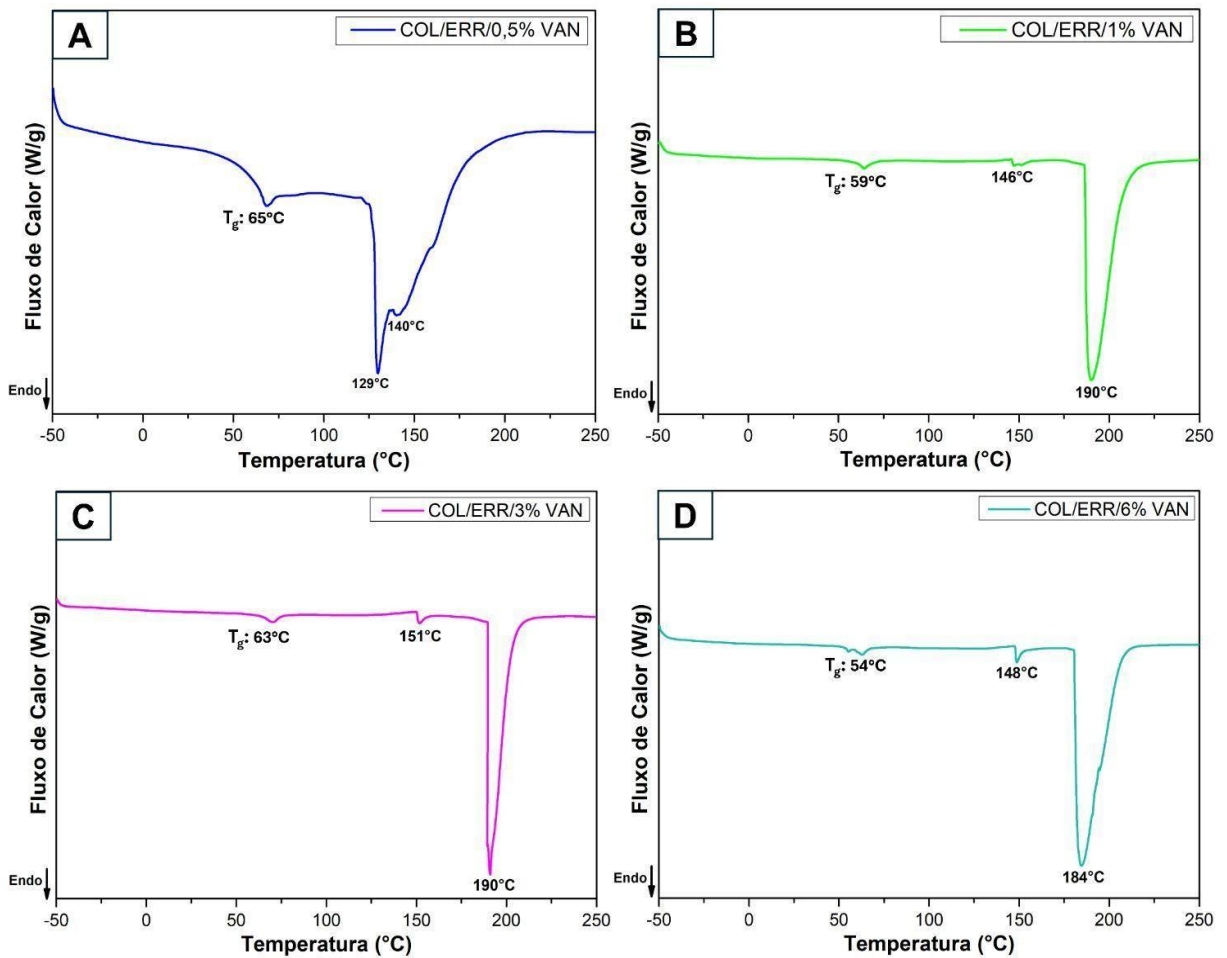 A
COL/ERR/0,5% VAN
Fluxo de Calor (W/g)
Tg: 65°C
140°C
129°C
Endo
-50 0 50 100 150 200 250
Temperatura (°C)
B
COL/ERR/1% VAN
Fluxo de Calor (W/g)
Tg: 59°C
146°C
190°C
Endo
-50 0 50 100 150 200 250
Temperatura (°C)
C
COL/ERR/3% VAN
Fluxo de Calor (W/g)
Tg: 63°C
151°C
190°C
Endo
-50 0 50 100 150 200 250
Temperatura (°C)
D
COL/ERR/6% VAN
Fluxo de Calor (W/g)
Tg: 54°C
148°C
184°C
Endo
-50 0 50 100 150 200 250
Temperatura (°C)